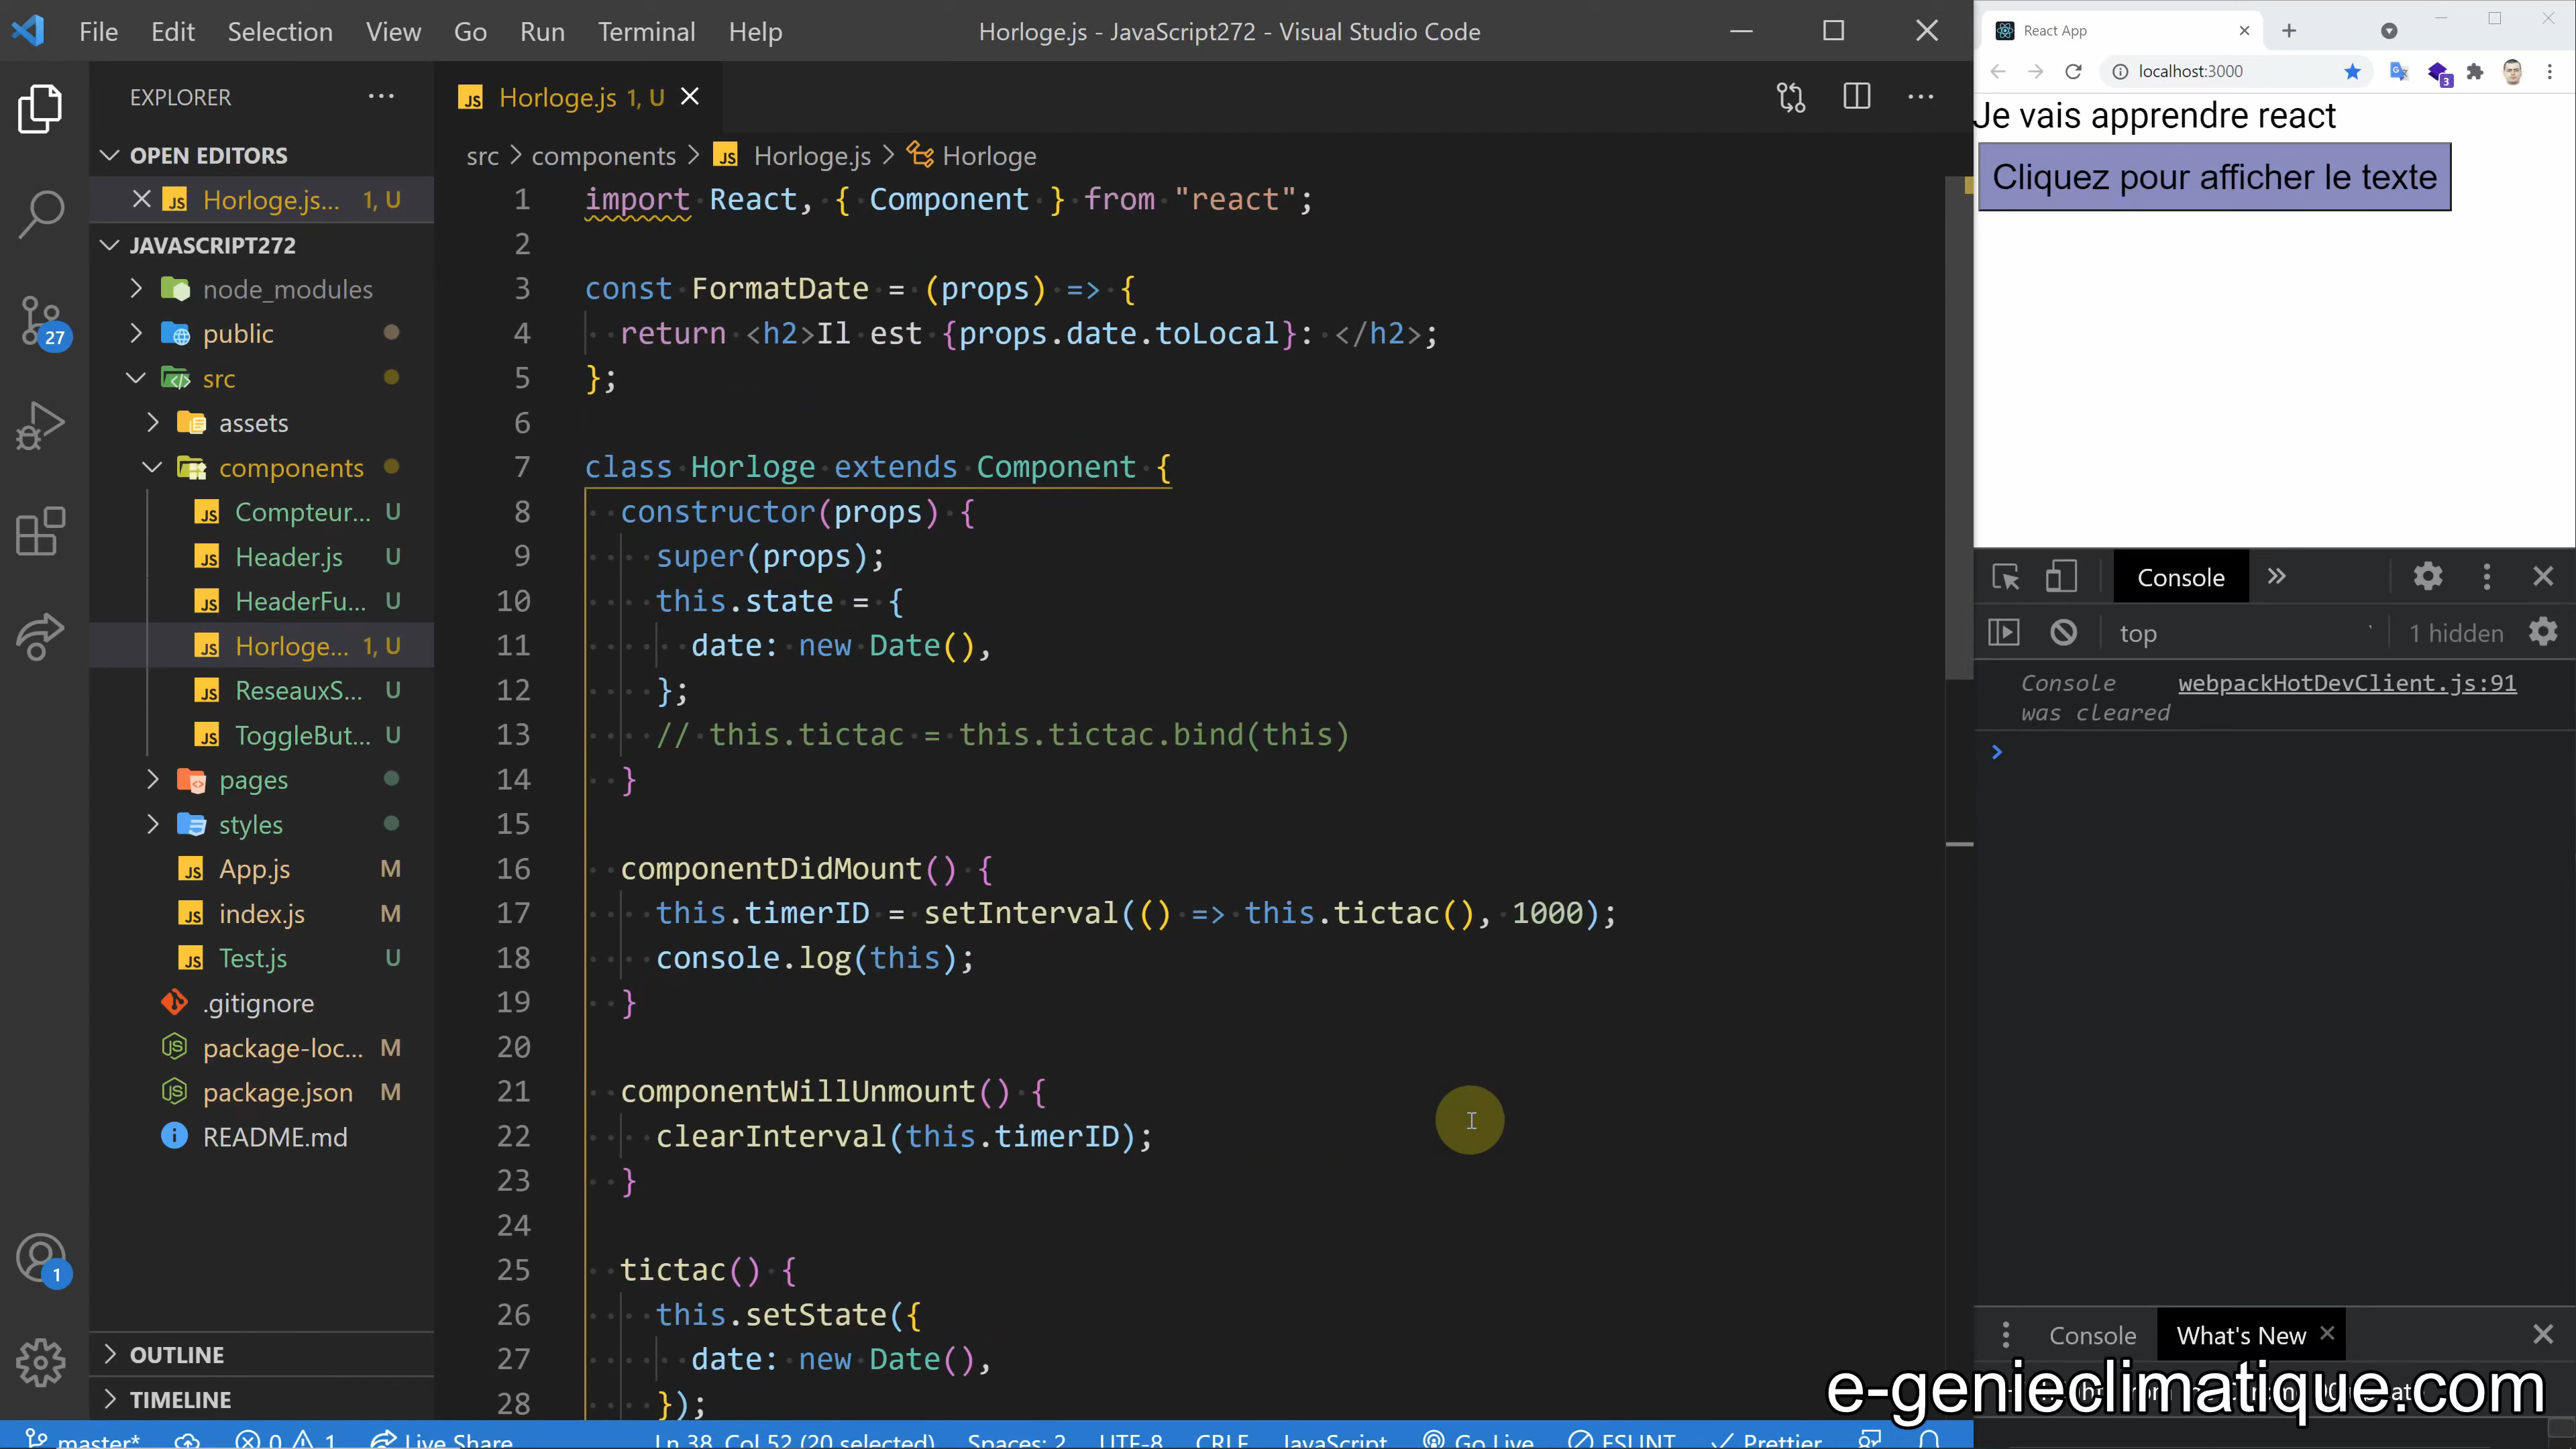 File Edit Selection View Go Run Terminal Help
Horloge.js - JavaScript272 - Visual Studio Code
EXPLORER
OPEN EDITORS
Horloge.js... 1, U
JAVASCRIPT272
node_modules
public
src
assets
components
Compteur... U
Header.js U
HeaderFu... U
Horloge... 1, U
ReseauxS... U
ToggleBut... U
pages
styles
App.js M
index.js M
Test.js U
.gitignore
package-loc... M
package.json M
README.md
OUTLINE
TIMELINE
27
1
Horloge.js 1, U
src > components > JS Horloge.js > Horloge
1 import React, { Component } from "react";
2
3 const FormatDate = (props) => {
4 return <h2>Il est {props.date.toLocal}: </h2>;
5 };
6
7 class Horloge extends Component {
8 constructor(props) {
9 super(props);
10 this.state = {
11 date: new Date(),
12 };
13 // this.tictac = this.tictac.bind(this)
14 }
15
16 componentDidMount() {
17 this.timerID = setInterval(() => this.tictac(), 1000);
18 console.log(this);
19 }
20
21 componentWillUnmount() {
22 clearInterval(this.timerID);
23 }
24
25 tictac() {
26 this.setState({
27 date: new Date(),
28 });
master* 0 1 Live Share Ln 38, Col 52 (20 selected) Spaces: 2 UTF-8 CRLF JavaScript Go Live ESLINT Prettier
React App
localhost:3000
3
Je vais apprendre react
Cliquez pour afficher le texte
Console
top 1 hidden
Console was cleared webpackHotDevClient.js:91
Console What's New
e-genieclimatique.com